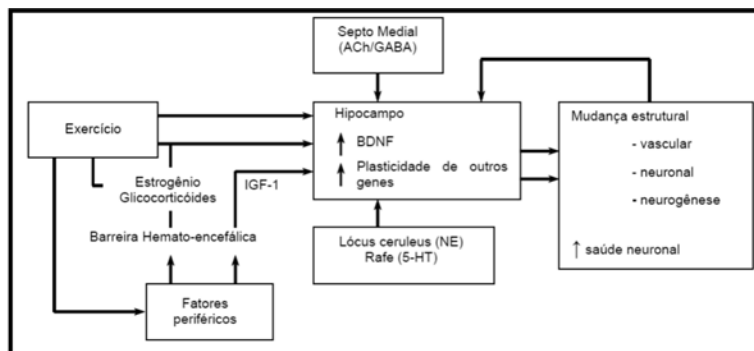 Septo Medial
(ACh/GABA)
Exercício
Hipocampo
BDNF
Plasticidade de outros
genes
Mudança estrutural
- vascular
- neuronal
- neurogênese
↑ saúde neuronal
Estrogênio
Glicocorticóides
IGF-1
Barreira Hemato-encefálica
Lócus ceruleus (NE)
Rafe (5-HT)
Fatores
periféricos